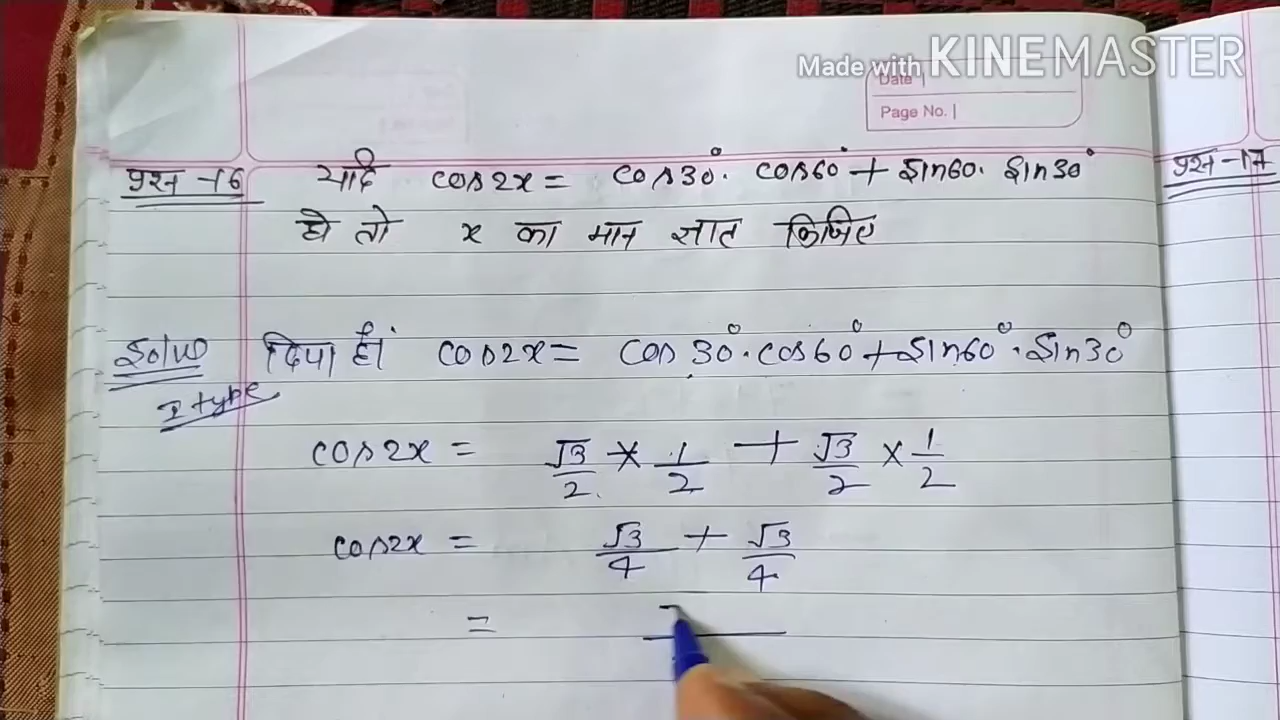 Made with KINEMASTER
Date |
Page No. |
प्रश्न -16 यदि cos2x = cos30°. cos60° + sin60. sin30°
प्रश्न -17
हो तो x का मान ज्ञात किजिए
Solve दिया है। cos2x = cos30°.cos60°+sin60°.sin30°
I type
cos2x = √3/2 × 1/2 + √3/2 × 1/2
cos2x = √3/4 + √3/4
=